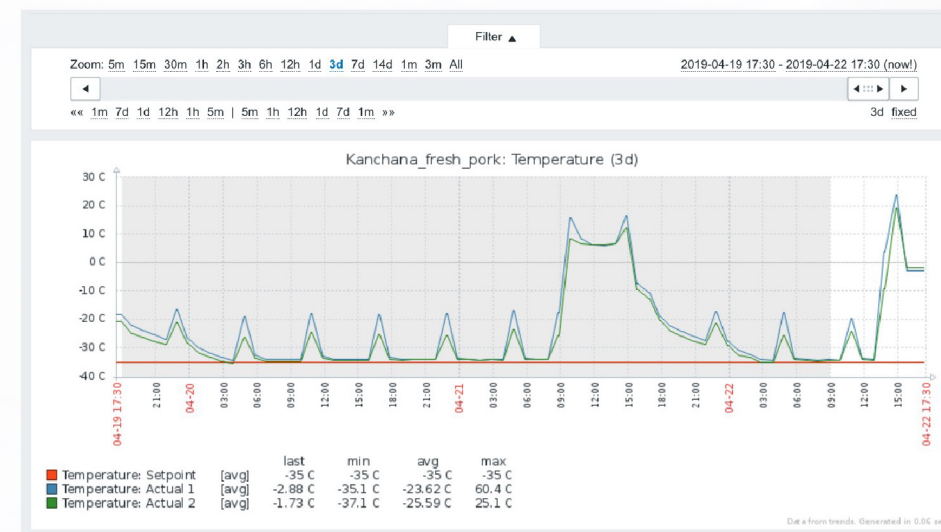 Filter ▲
Zoom: 5m 15m 30m 1h 2h 3h 6h 12h 1d 3d 7d 14d 1m 3m All 2019-04-19 17:30 - 2019-04-22 17:30 (now!)
«« 1m 7d 1d 12h 1h 5m | 5m 1h 12h 1d 7d 1m »» 3d fixed
Kanchana_fresh_pork: Temperature (3d)
30 C
20 C
10 C
0 C
-10 C
-20 C
-30 C
-40 C
04-19 17:30 21:00 04-20 03:00 06:00 09:00 12:00 15:00 18:00 21:00 04-21 03:00 06:00 09:00 12:00 15:00 18:00 21:00 04-22 03:00 06:00 09:00 12:00 15:00 04-22 17:30
last min avg max
Temperature: Setpoint [avg] -35 C -35 C -35 C -35 C
Temperature: Actual 1 [avg] -2.88 C -35.1 C -23.62 C 60.4 C
Temperature: Actual 2 [avg] -1.73 C -37.1 C -25.59 C 25.1 C
Data from trends. Generated in 0.06